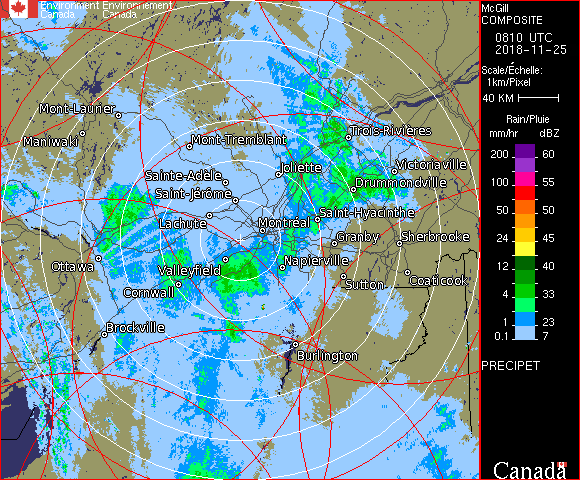 Environment Environnement
Canada Canada
McGill
COMPOSITE
0810 UTC
2018-11-25
Scale/Échelle:
1km/Pixel
40 KM
Rain/Pluie
mm/hr dBZ
200 60
100 55
50 50
24 45
12 40
4 33
1 23
0.1 7
PRECIPET
Canada
Mont-Laurier
Maniwaki
Mont-Tremblant
Trois-Rivières
Joliette
Victoriaville
Sainte-Adèle
Drummondville
Saint-Jérôme
Saint-Hyacinthe
Lachute
Montréal
Granby
Sherbrooke
Ottawa
Valleyfield
Napierville
Coaticook
Sutton
Cornwall
Brockville
Burlington